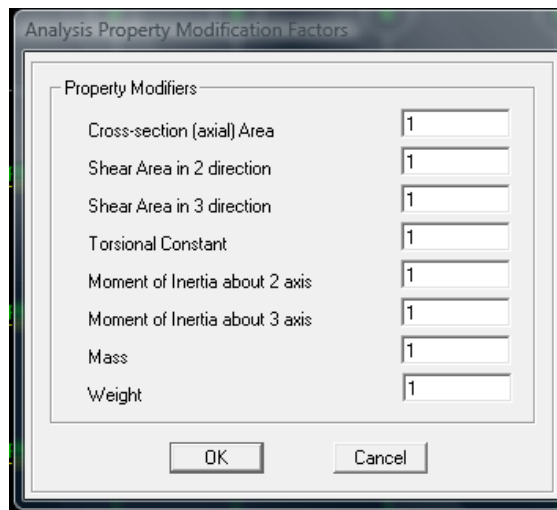 Analysis Property Modification Factors
Property Modifiers
Cross-section (axial) Area 1
Shear Area in 2 direction 1
Shear Area in 3 direction 1
Torsional Constant 1
Moment of Inertia about 2 axis 1
Moment of Inertia about 3 axis 1
Mass 1
Weight 1
OK Cancel